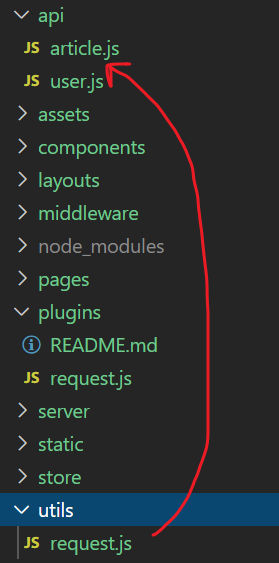 api
JS article.js
JS user.js
assets
components
layouts
middleware
node_modules
pages
plugins
README.md
JS request.js
server
static
store
utils
JS request.js